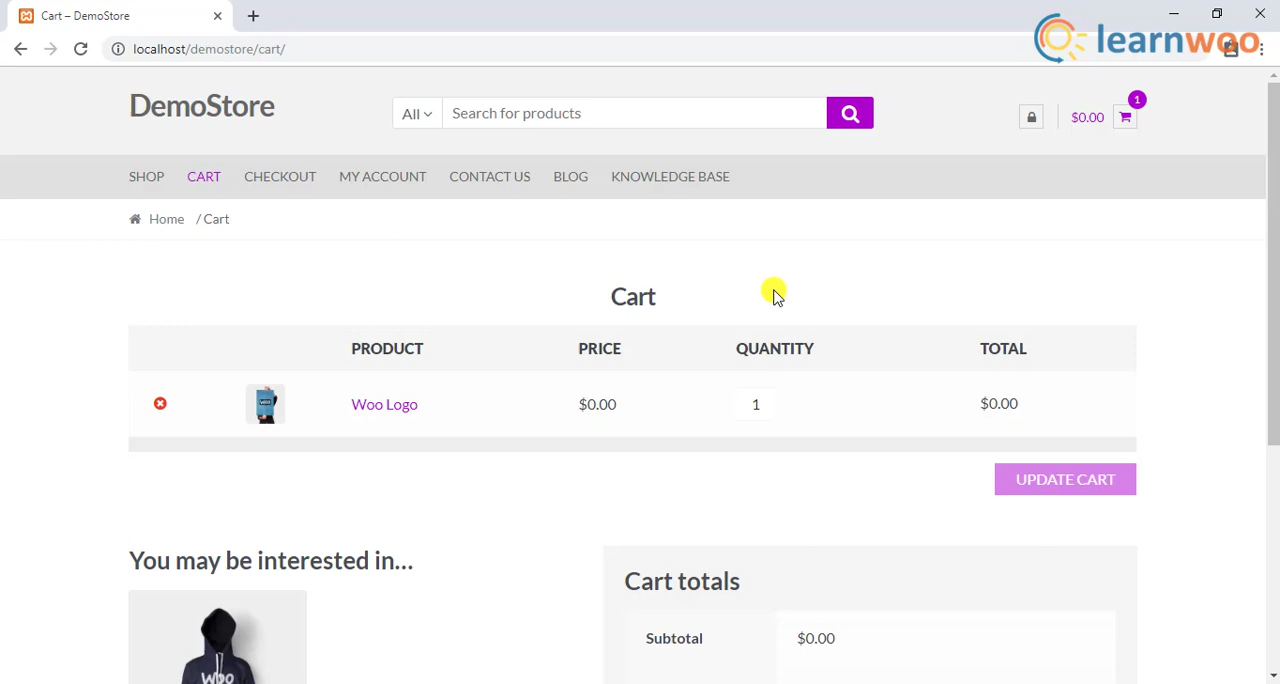 Cart – DemoStore
localhost/demostore/cart/
learnwoo
DemoStore
All
Search for products
$0.00
1
SHOP CART CHECKOUT MY ACCOUNT CONTACT US BLOG KNOWLEDGE BASE
Home / Cart
Cart
PRODUCT PRICE QUANTITY TOTAL
Woo Logo $0.00 1 $0.00
UPDATE CART
You may be interested in...
Cart totals
Subtotal $0.00
WOO